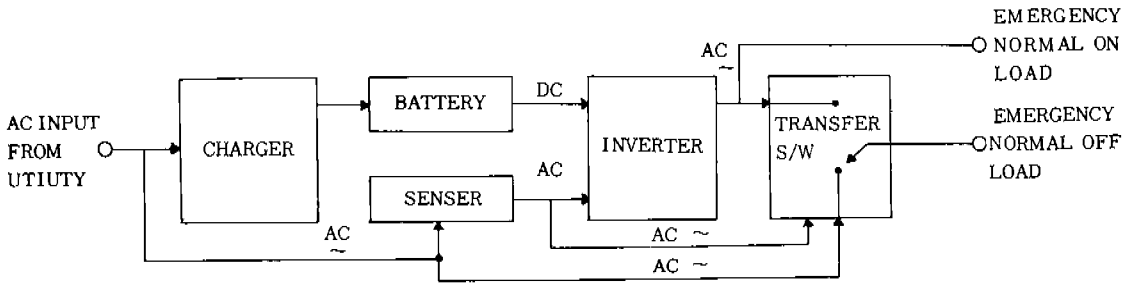 AC INPUT
FROM
UTIUTY
CHARGER
BATTERY
SENSER
DC
AC
AC
~
INVERTER
AC
~
TRANSFER
S/W
AC ~
AC ~
EMERGENCY
NORMAL ON
LOAD
EMERGENCY
NORMAL OFF
LOAD